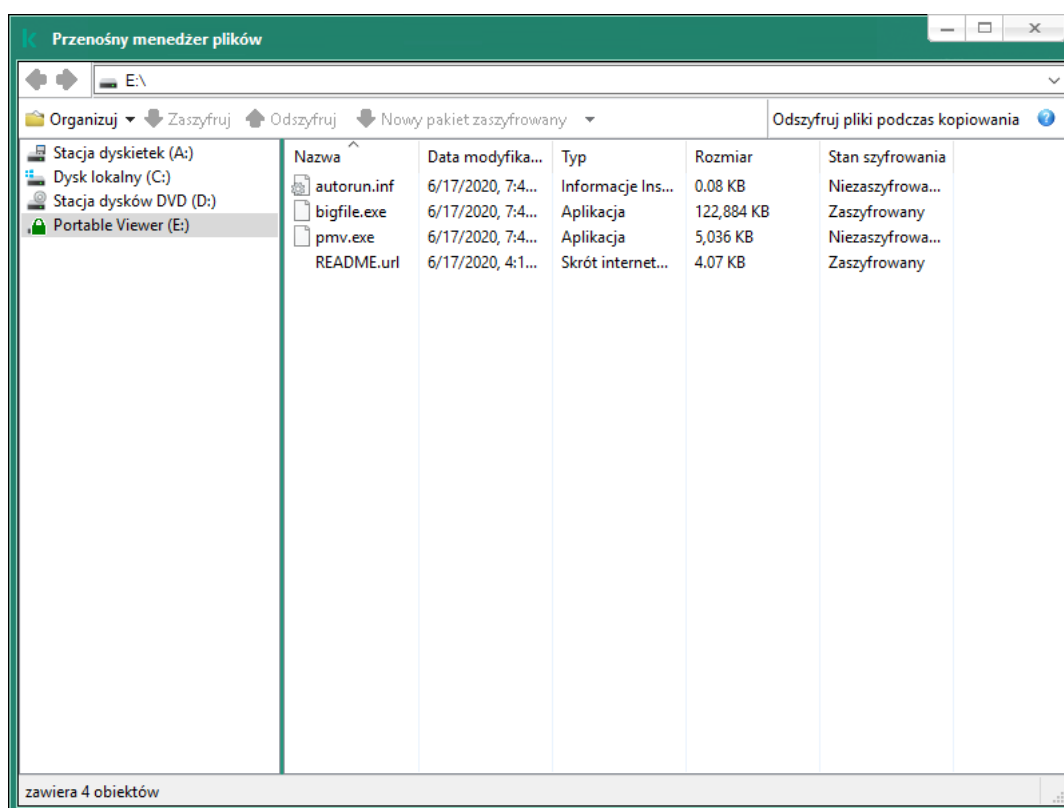 Przenośny menedżer plików
E:\
Organizuj Zaszyfruj Odszyfruj Nowy pakiet zaszyfrowany Odszyfruj pliki podczas kopiowania
Stacja dyskietek (A:)
Dysk lokalny (C:)
Stacja dysków DVD (D:)
Portable Viewer (E:)
Nazwa Data modyfika... Typ Rozmiar Stan szyfrowania
autorun.inf 6/17/2020, 7:4... Informacje Ins... 0.08 KB Niezaszyfrowa...
bigfile.exe 6/17/2020, 7:4... Aplikacja 122,884 KB Zaszyfrowany
pmv.exe 6/17/2020, 7:4... Aplikacja 5,036 KB Niezaszyfrowa...
README.url 6/17/2020, 4:1... Skrót internet... 4.07 KB Zaszyfrowany
zawiera 4 obiektów